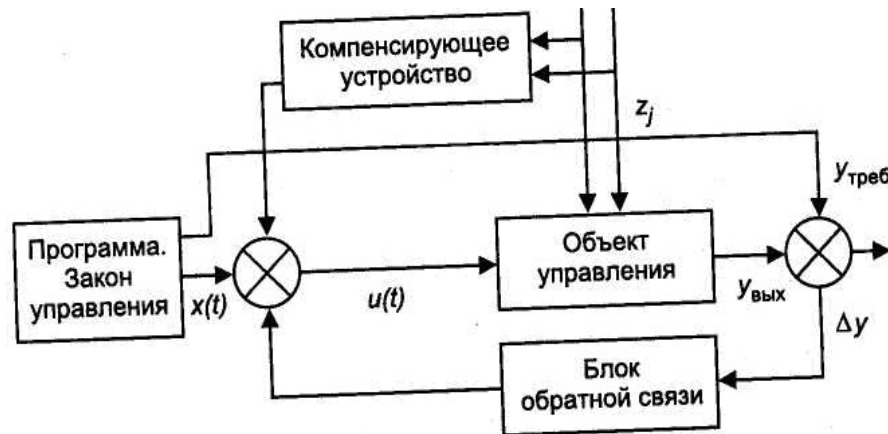 Компенсирующее
устройство
z_j
y_треб
Программа.
Закон
управления
x(t)
u(t)
Объект
управления
y_вых
Δy
Блок
обратной связи